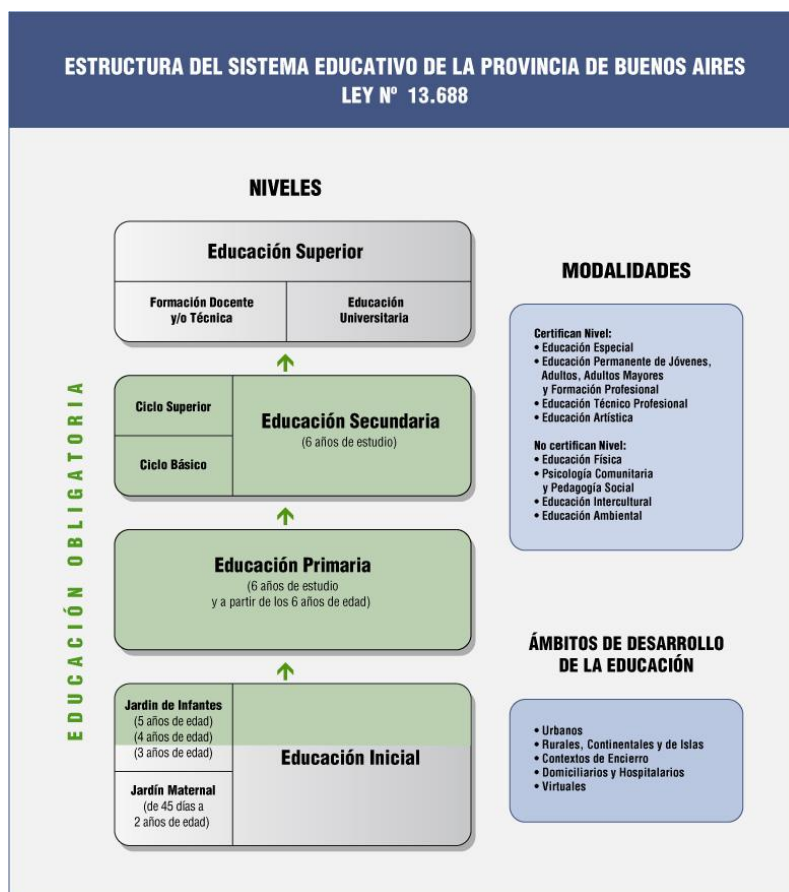 ESTRUCTURA DEL SISTEMA EDUCATIVO DE LA PROVINCIA DE BUENOS AIRES
LEY Nº 13.688
NIVELES
Educación Superior
Formación Docente
y/o Técnica
Educación
Universitaria
Ciclo Superior
Ciclo Básico
Educación Secundaria
(6 años de estudio)
Educación Primaria
(6 años de estudio
y a partir de los 6 años de edad)
Jardin de Infantes
(5 años de edad)
(4 años de edad)
(3 años de edad)
Jardín Maternal
(de 45 días a
2 años de edad)
Educación Inicial
EDUCACIÓN OBLIGATORIA
MODALIDADES
Certifican Nivel:
• Educación Especial
• Educación Permanente de Jóvenes,
Adultos, Adultos Mayores
y Formación Profesional
• Educación Técnico Profesional
• Educación Artística
No certifican Nivel:
• Educación Física
• Psicología Comunitaria
y Pedagogía Social
• Educación Intercultural
• Educación Ambiental
ÁMBITOS DE DESARROLLO
DE LA EDUCACIÓN
• Urbanos
• Rurales, Continentales y de Islas
• Contextos de Encierro
• Domiciliarios y Hospitalarios
• Virtuales